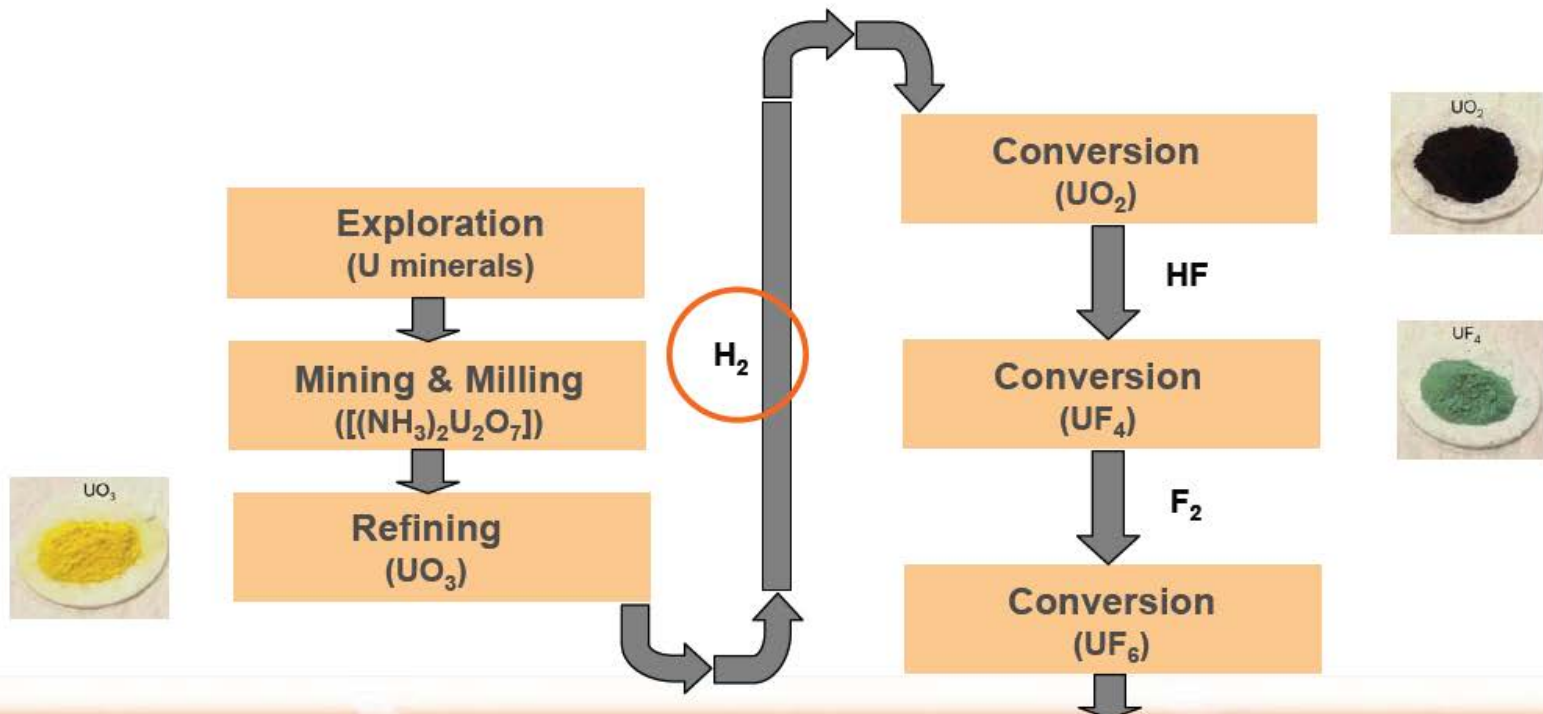 Exploration
(U minerals)
Mining & Milling
([(NH₃)₂U₂O₇])
UO₃
Refining
(UO₃)
H₂
Conversion
(UO₂)
UO₂
HF
Conversion
(UF₄)
UF₄
F₂
Conversion
(UF₆)